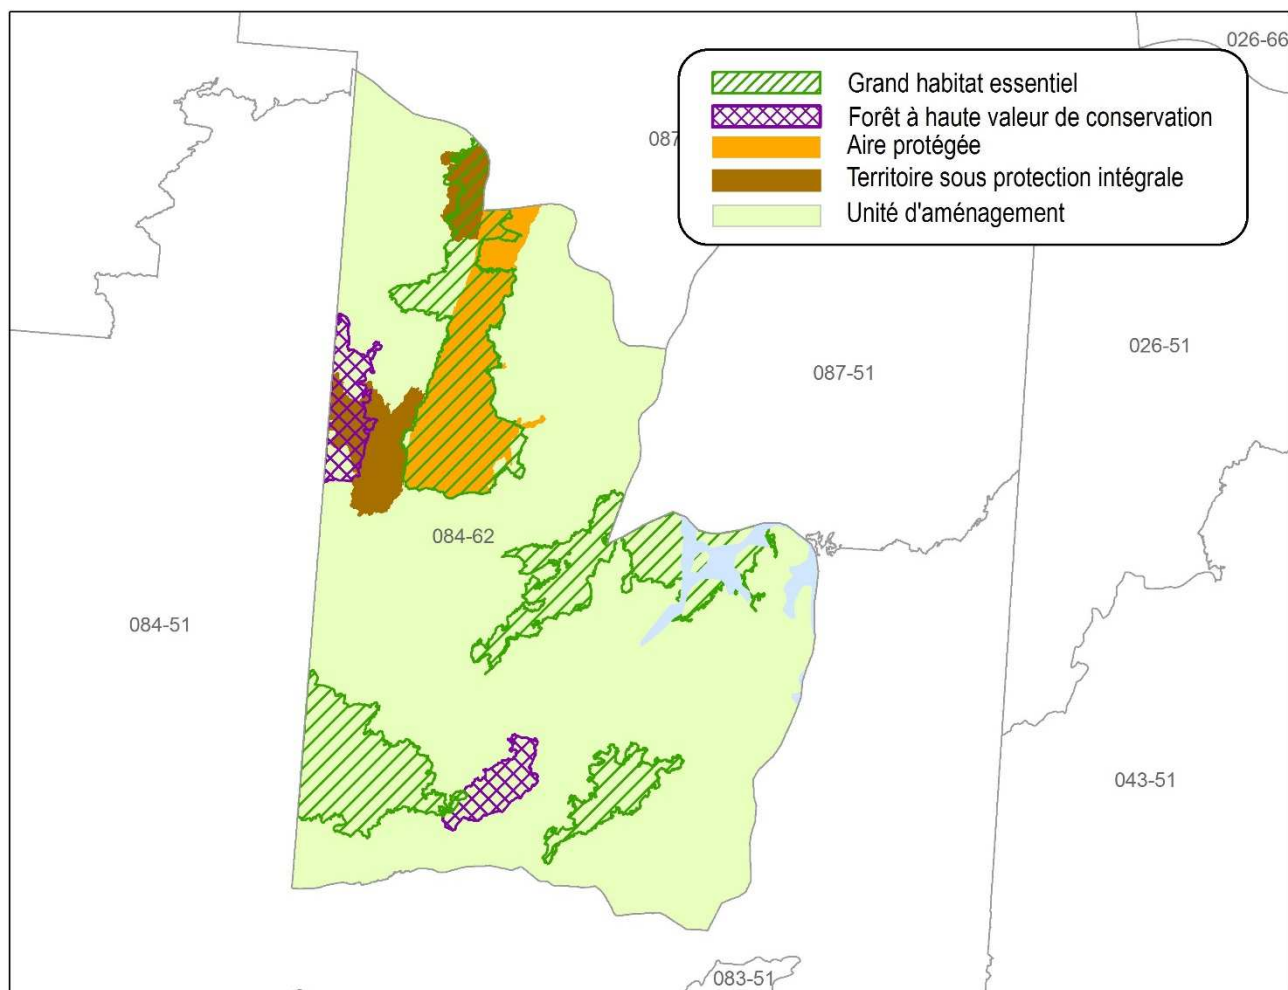 026-66
Grand habitat essentiel
Forêt à haute valeur de conservation
087
Aire protégée
Territoire sous protection intégrale
Unité d'aménagement
026-51
087-51
084-62
084-51
043-51
083-51